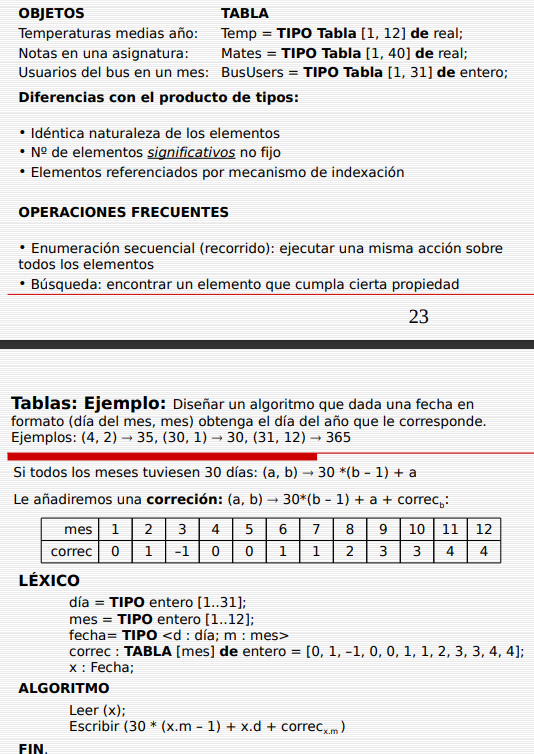 OBJETOS TABLA
Temperaturas medias año: Temp = TIPO Tabla [1, 12] de real;
Notas en una asignatura: Mates = TIPO Tabla [1, 40] de real;
Usuarios del bus en un mes: BusUsers = TIPO Tabla [1, 31] de entero;
Diferencias con el producto de tipos:
• Idéntica naturaleza de los elementos
• Nº de elementos significativos no fijo
• Elementos referenciados por mecanismo de indexación
OPERACIONES FRECUENTES
• Enumeración secuencial (recorrido): ejecutar una misma acción sobre
todos los elementos
• Búsqueda: encontrar un elemento que cumpla cierta propiedad
23
Tablas: Ejemplo: Diseñar un algoritmo que dada una fecha en
formato (día del mes, mes) obtenga el día del año que le corresponde.
Ejemplos: (4, 2) → 35, (30, 1) → 30, (31, 12) → 365
Si todos los meses tuviesen 30 días: (a, b) → 30 *(b – 1) + a
Le añadiremos una correción: (a, b) → 30*(b – 1) + a + correc_b:
mes 1 2 3 4 5 6 7 8 9 10 11 12
correc 0 1 –1 0 0 1 1 2 3 3 4 4
LÉXICO
día = TIPO entero [1..31];
mes = TIPO entero [1..12];
fecha= TIPO <d : día; m : mes>
correc : TABLA [mes] de entero = [0, 1, –1, 0, 0, 1, 1, 2, 3, 3, 4, 4];
x : Fecha;
ALGORITMO
Leer (x);
Escribir (30 * (x.m – 1) + x.d + correc_x.m)
FIN.